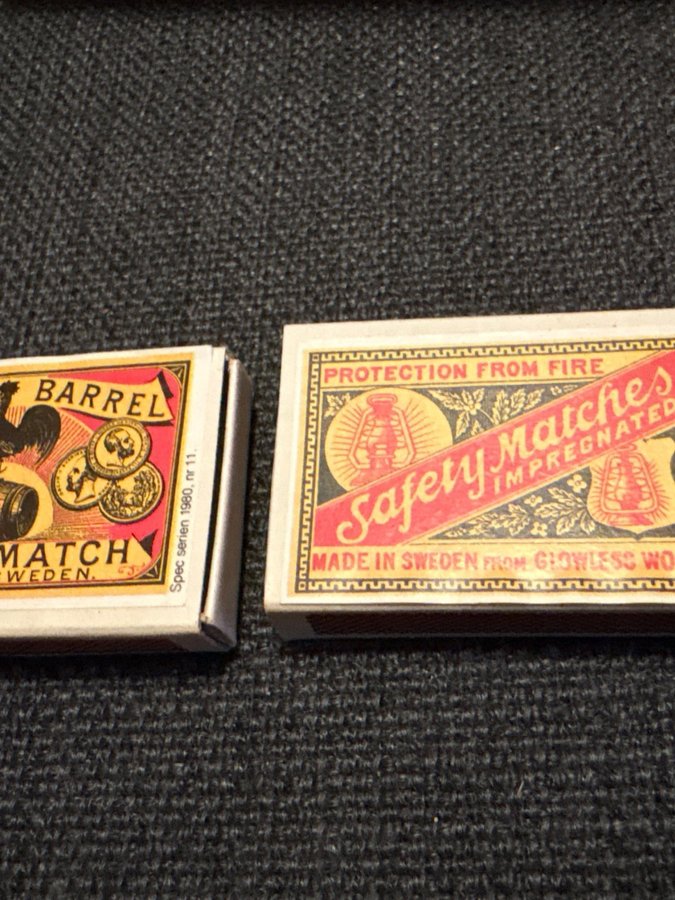 BARREL
MATCH
SWEDEN.
Spec serien 1980, nr 11.
PROTECTION FROM FIRE
Safety Matches
IMPREGNATED
MADE IN SWEDEN FROM GLOWLESS WO